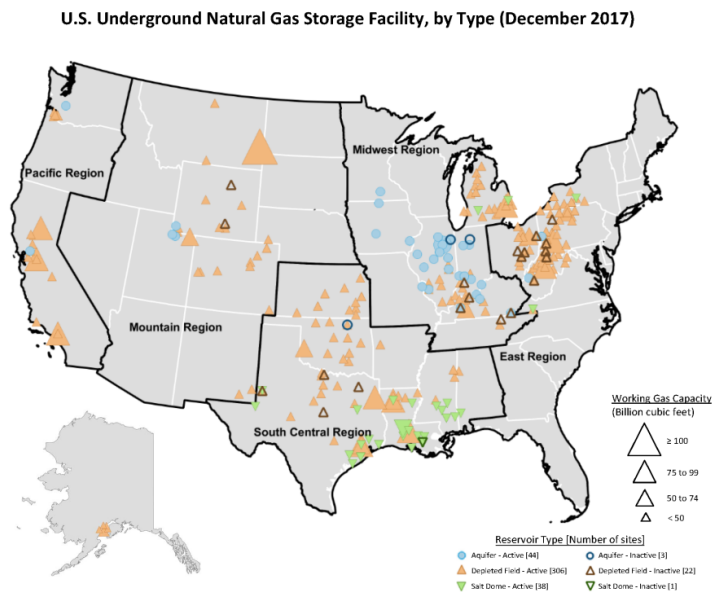 U.S. Underground Natural Gas Storage Facility, by Type (December 2017)
Midwest Region
Pacific Region
Mountain Region
East Region
South Central Region
Working Gas Capacity
(Billion cubic feet)
≥ 100
75 to 99
50 to 74
< 50
Reservoir Type [Number of sites]
Aquifer - Active [44]
Aquifer - Inactive [3]
Depleted Field - Active [306]
Depleted Field - Inactive [22]
Salt Dome - Active [38]
Salt Dome - Inactive [1]